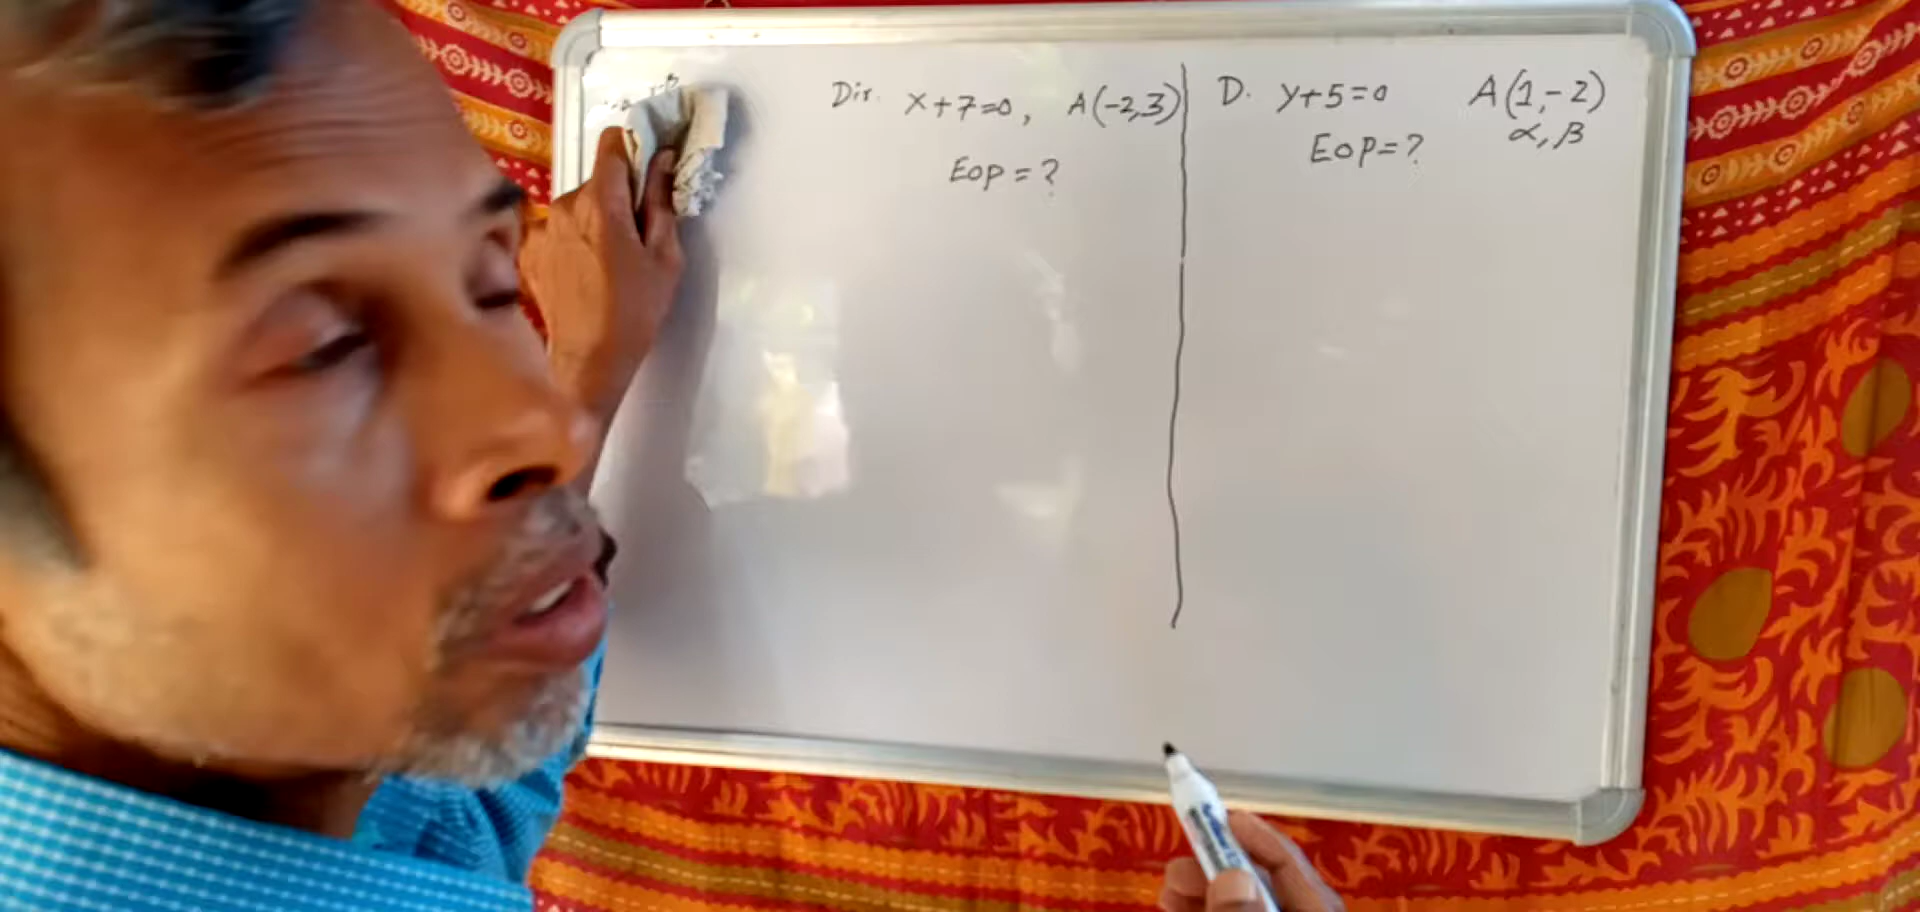 Dir. x+7=0, A(-2,3)
Eop = ?
D. y+5=0 A(1,-2)
α, β
Eop = ?